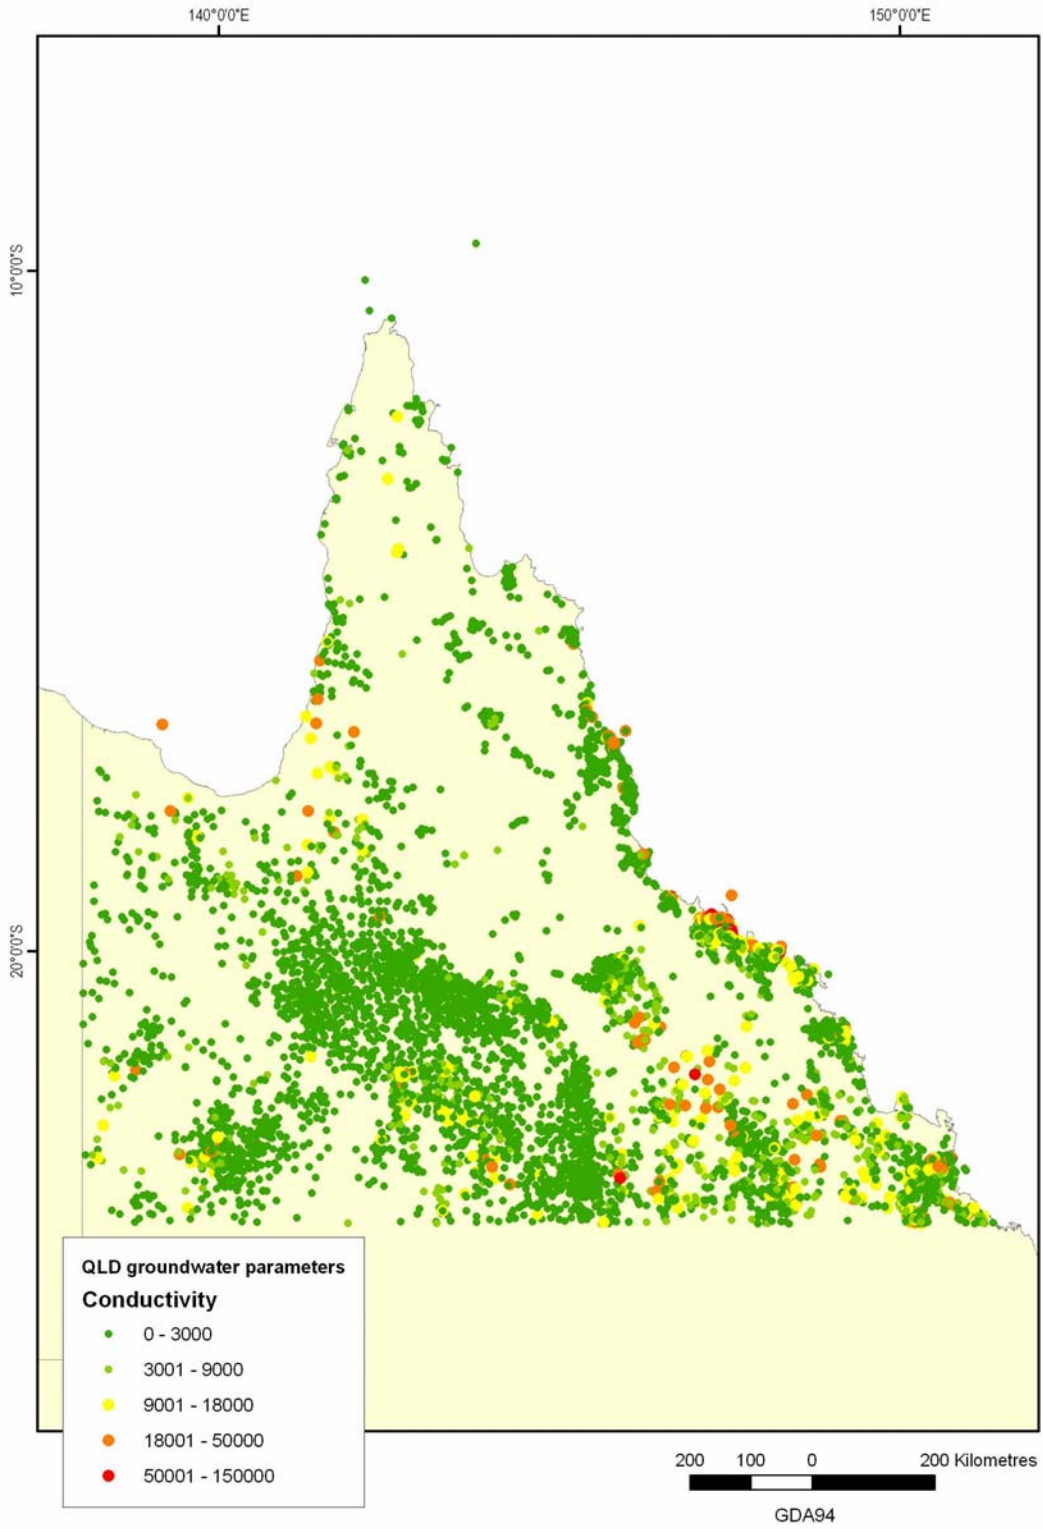 140°0'0"E
150°0'0"E
10°0'0"S
20°0'0"S
QLD groundwater parameters
Conductivity
0 - 3000
3001 - 9000
9001 - 18000
18001 - 50000
50001 - 150000
200 100 0 200 Kilometres
GDA94